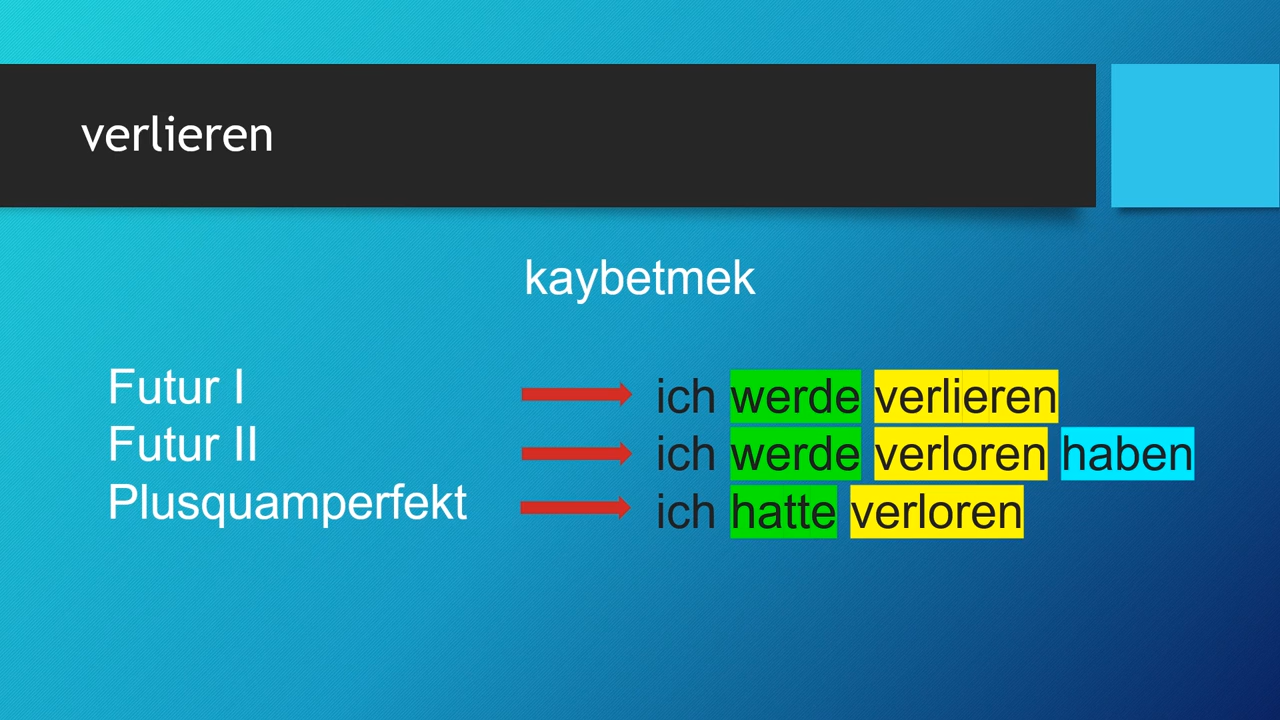 verlieren
kaybetmek
Futur I ich werde verlieren
Futur II ich werde verloren haben
Plusquamperfekt ich hatte verloren